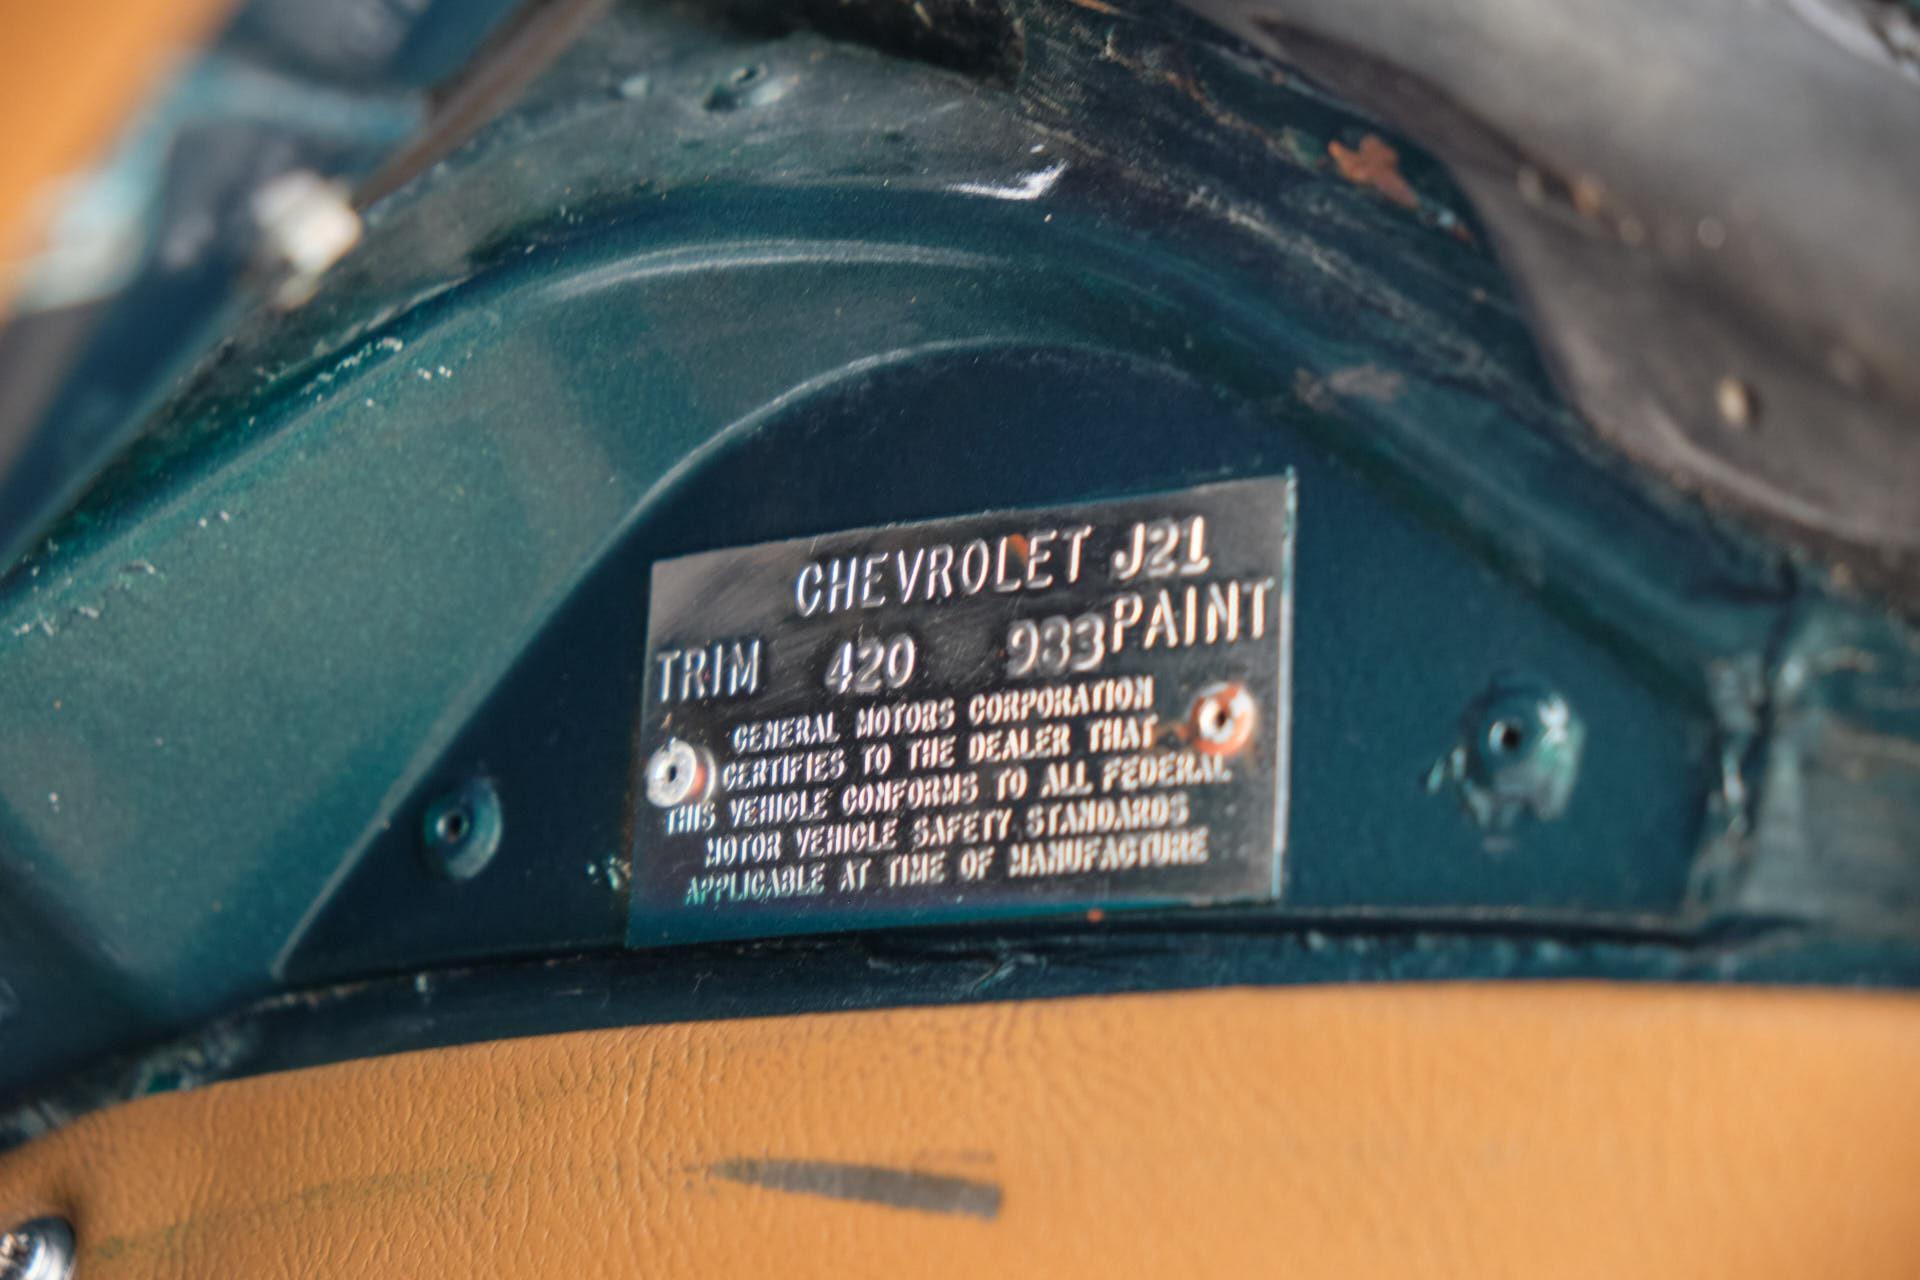 CHEVROLET J21
TRIM 420 983 PAINT
GENERAL MOTORS CORPORATION
CERTIFIES TO THE DEALER THAT
THIS VEHICLE CONFORMS TO ALL FEDERAL
MOTOR VEHICLE SAFETY STANDARDS
APPLICABLE AT TIME OF MANUFACTURE